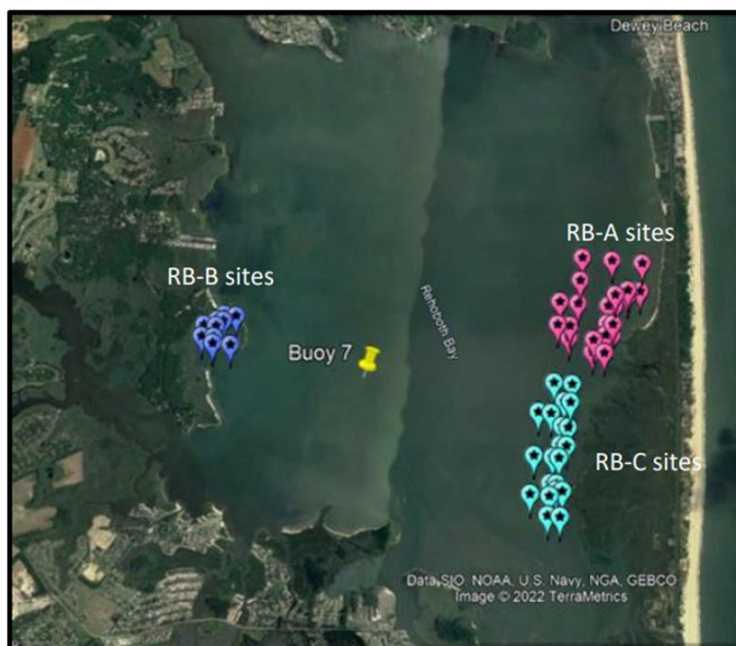 Dewey Beach
RB-A sites
RB-B sites
Rehoboth Bay
Buoy 7
RB-C sites
Data SIO, NOAA, U.S. Navy, NGA, GEBCO
Image © 2022 TerraMetrics